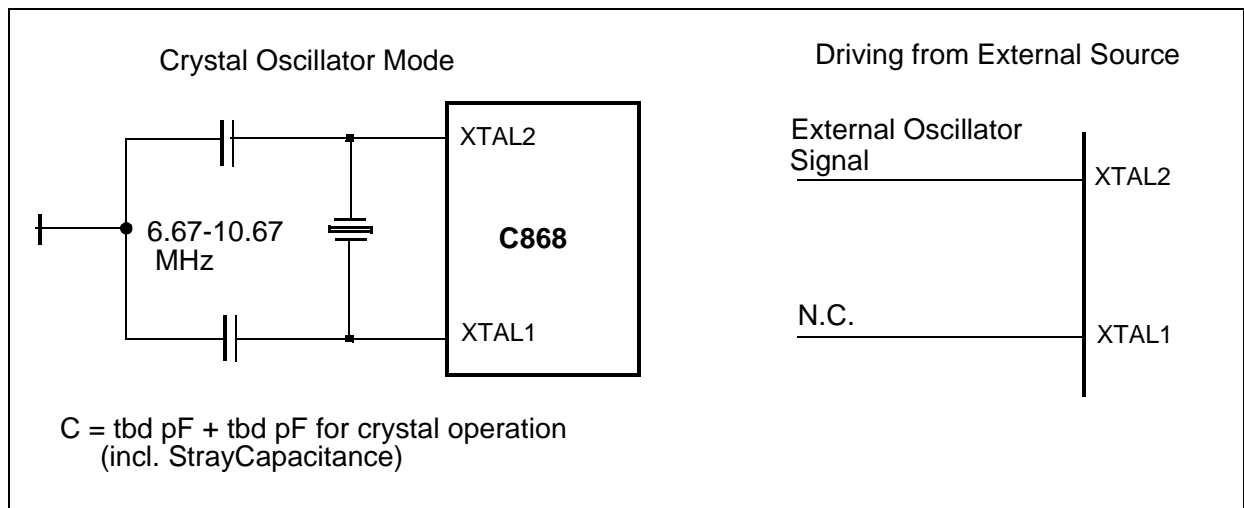 Crystal Oscillator Mode
XTAL2
6.67-10.67
MHz
C868
XTAL1
C = tbd pF + tbd pF for crystal operation
(incl. StrayCapacitance)
Driving from External Source
External Oscillator
Signal
XTAL2
N.C.
XTAL1